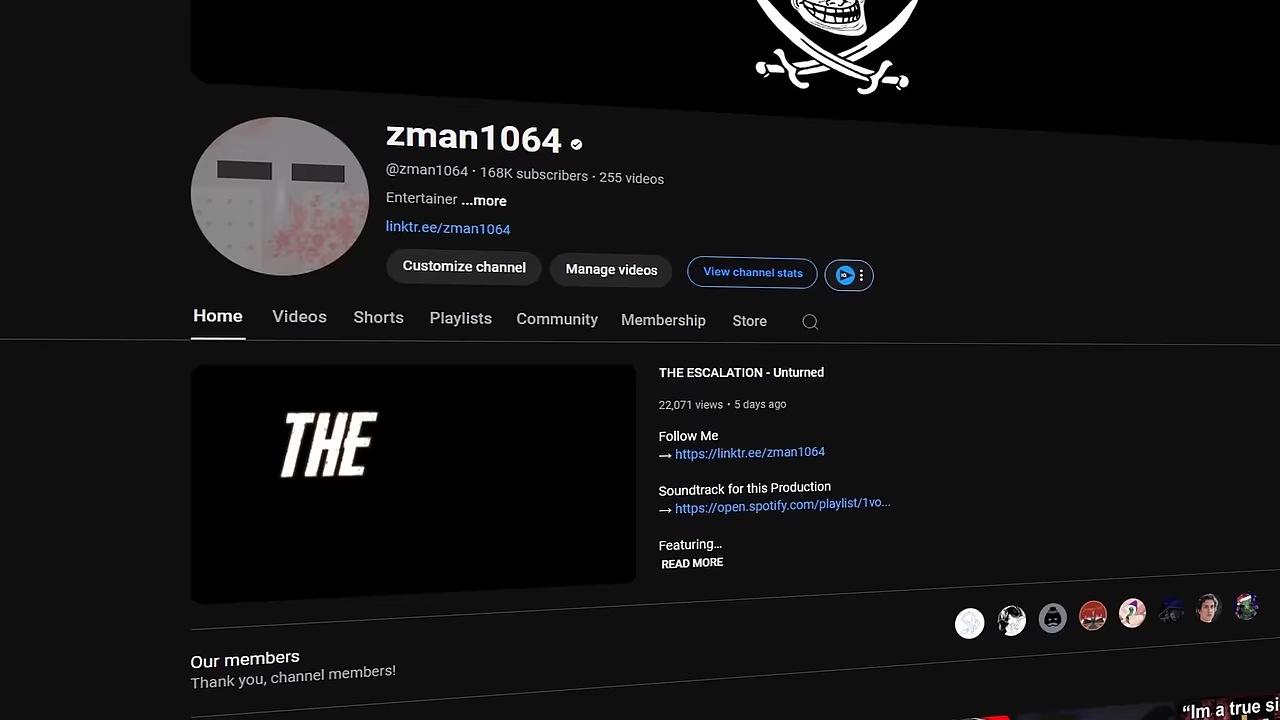 zman1064
@zman1064 · 168K subscribers · 255 videos
Entertainer ...more
linktr.ee/zman1064
Customize channel
Manage videos
View channel stats
Home
Videos
Shorts
Playlists
Community
Membership
Store
THE
THE ESCALATION - Unturned
22,071 views · 5 days ago
Follow Me
→ https://linktr.ee/zman1064
Soundtrack for this Production
→ https://open.spotify.com/playlist/1vo...
Featuring...
READ MORE
Our members
Thank you, channel members!
“Im a true si